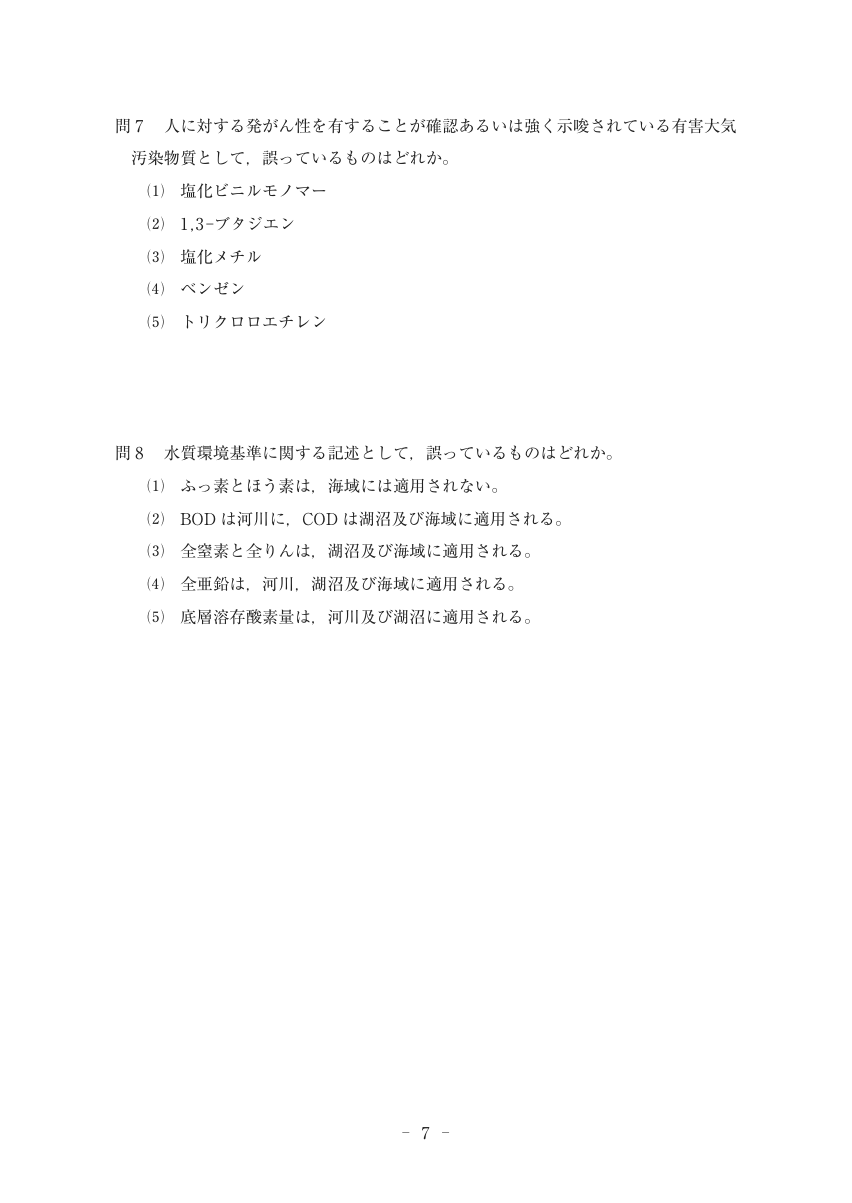 問7　人に対する発がん性を有することが確認あるいは強く示唆されている有害大気
汚染物質として，誤っているものはどれか。
⑴　塩化ビニルモノマー
⑵　1,3-ブタジエン
⑶　塩化メチル
⑷　ベンゼン
⑸　トリクロロエチレン
問8　水質環境基準に関する記述として，誤っているものはどれか。
⑴　ふっ素とほう素は，海域には適用されない。
⑵　BOD は河川に，COD は湖沼及び海域に適用される。
⑶　全窒素と全りんは，湖沼及び海域に適用される。
⑷　全亜鉛は，河川，湖沼及び海域に適用される。
⑸　底層溶存酸素量は，河川及び湖沼に適用される。
- 7 -